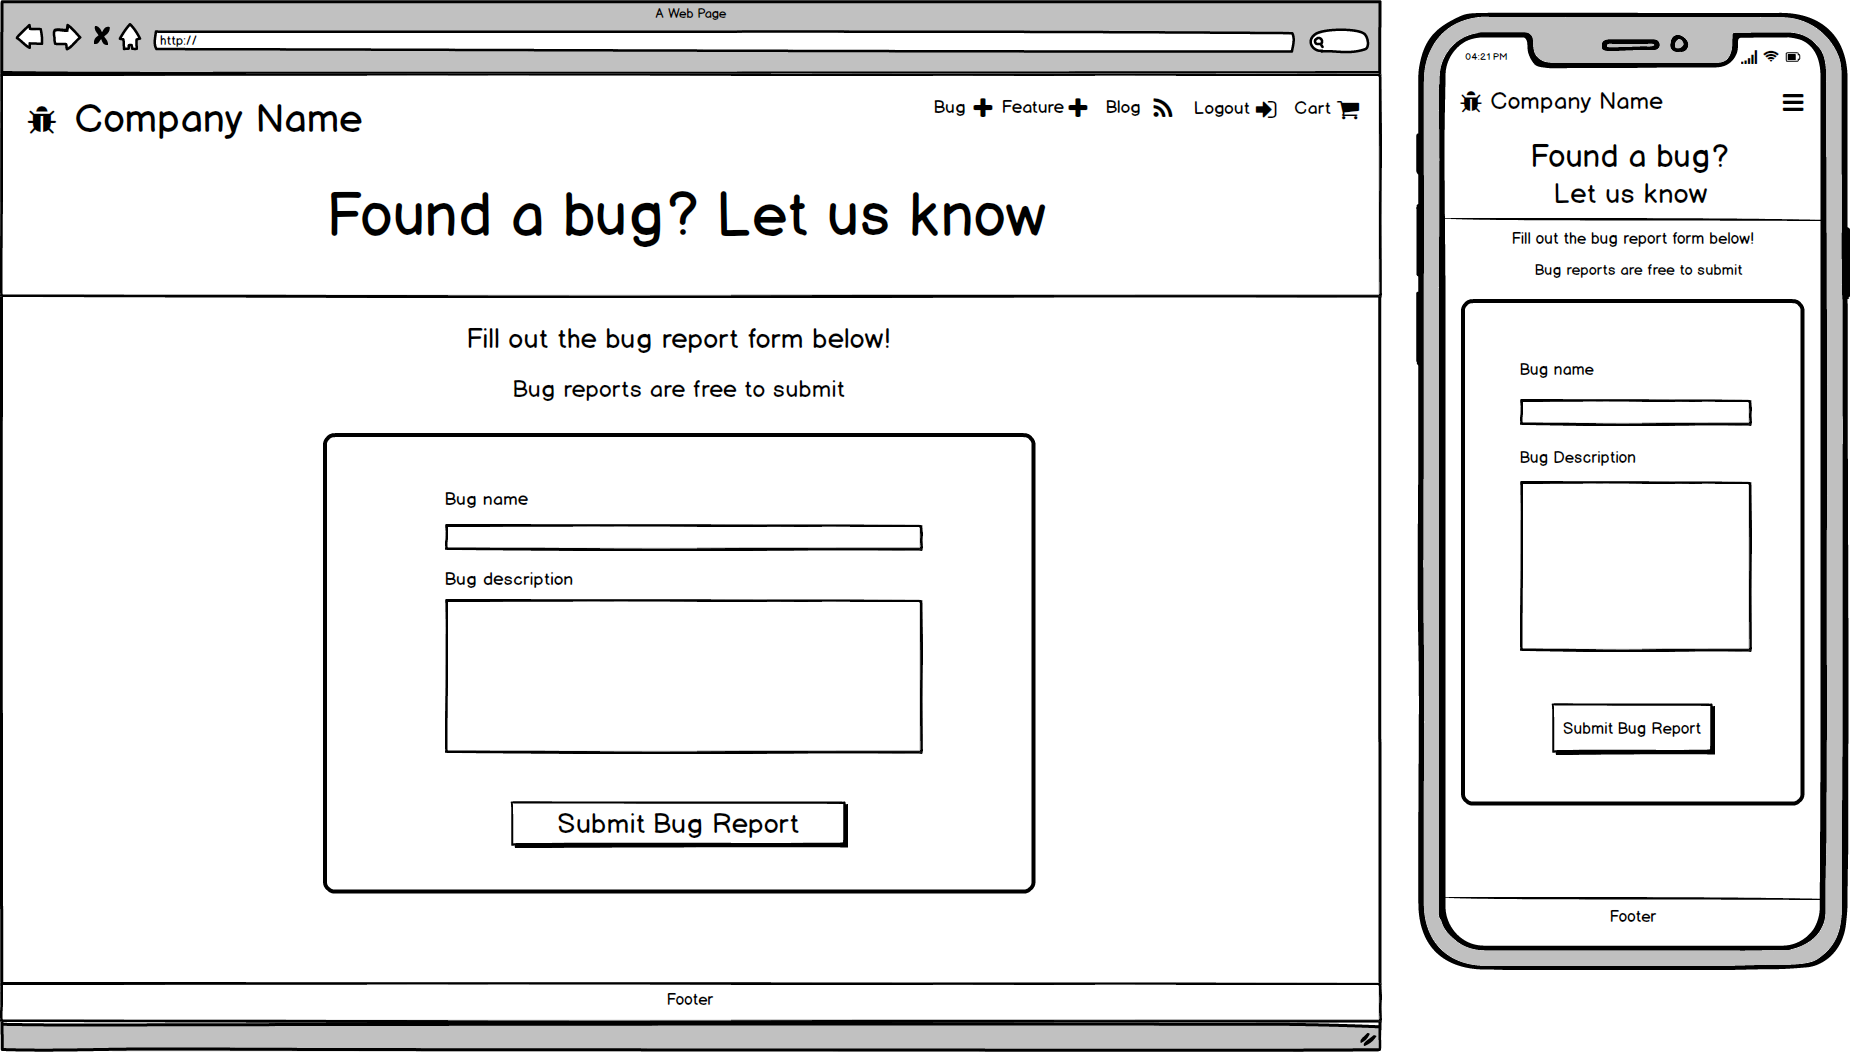 A Web Page
http://
Company Name
Bug Feature Blog Logout Cart
Found a bug? Let us know
Fill out the bug report form below!
Bug reports are free to submit
Bug name
Bug description
Submit Bug Report
Footer
04:21 PM
Company Name
Found a bug?
Let us know
Fill out the bug report form below!
Bug reports are free to submit
Bug name
Bug Description
Submit Bug Report
Footer